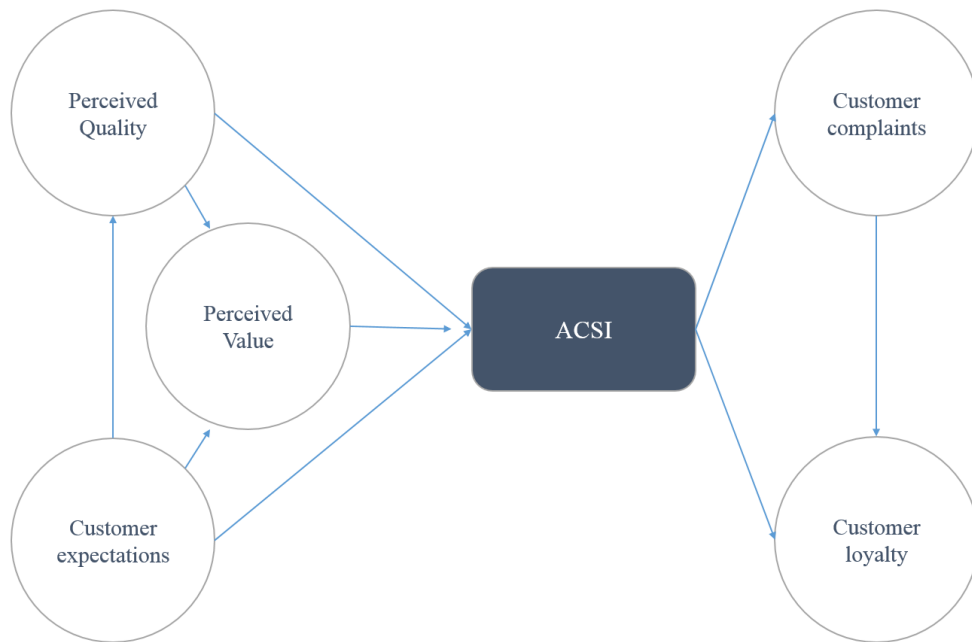 Perceived
Quality
Customer
complaints
Perceived
Value
ACSI
Customer
expectations
Customer
loyalty